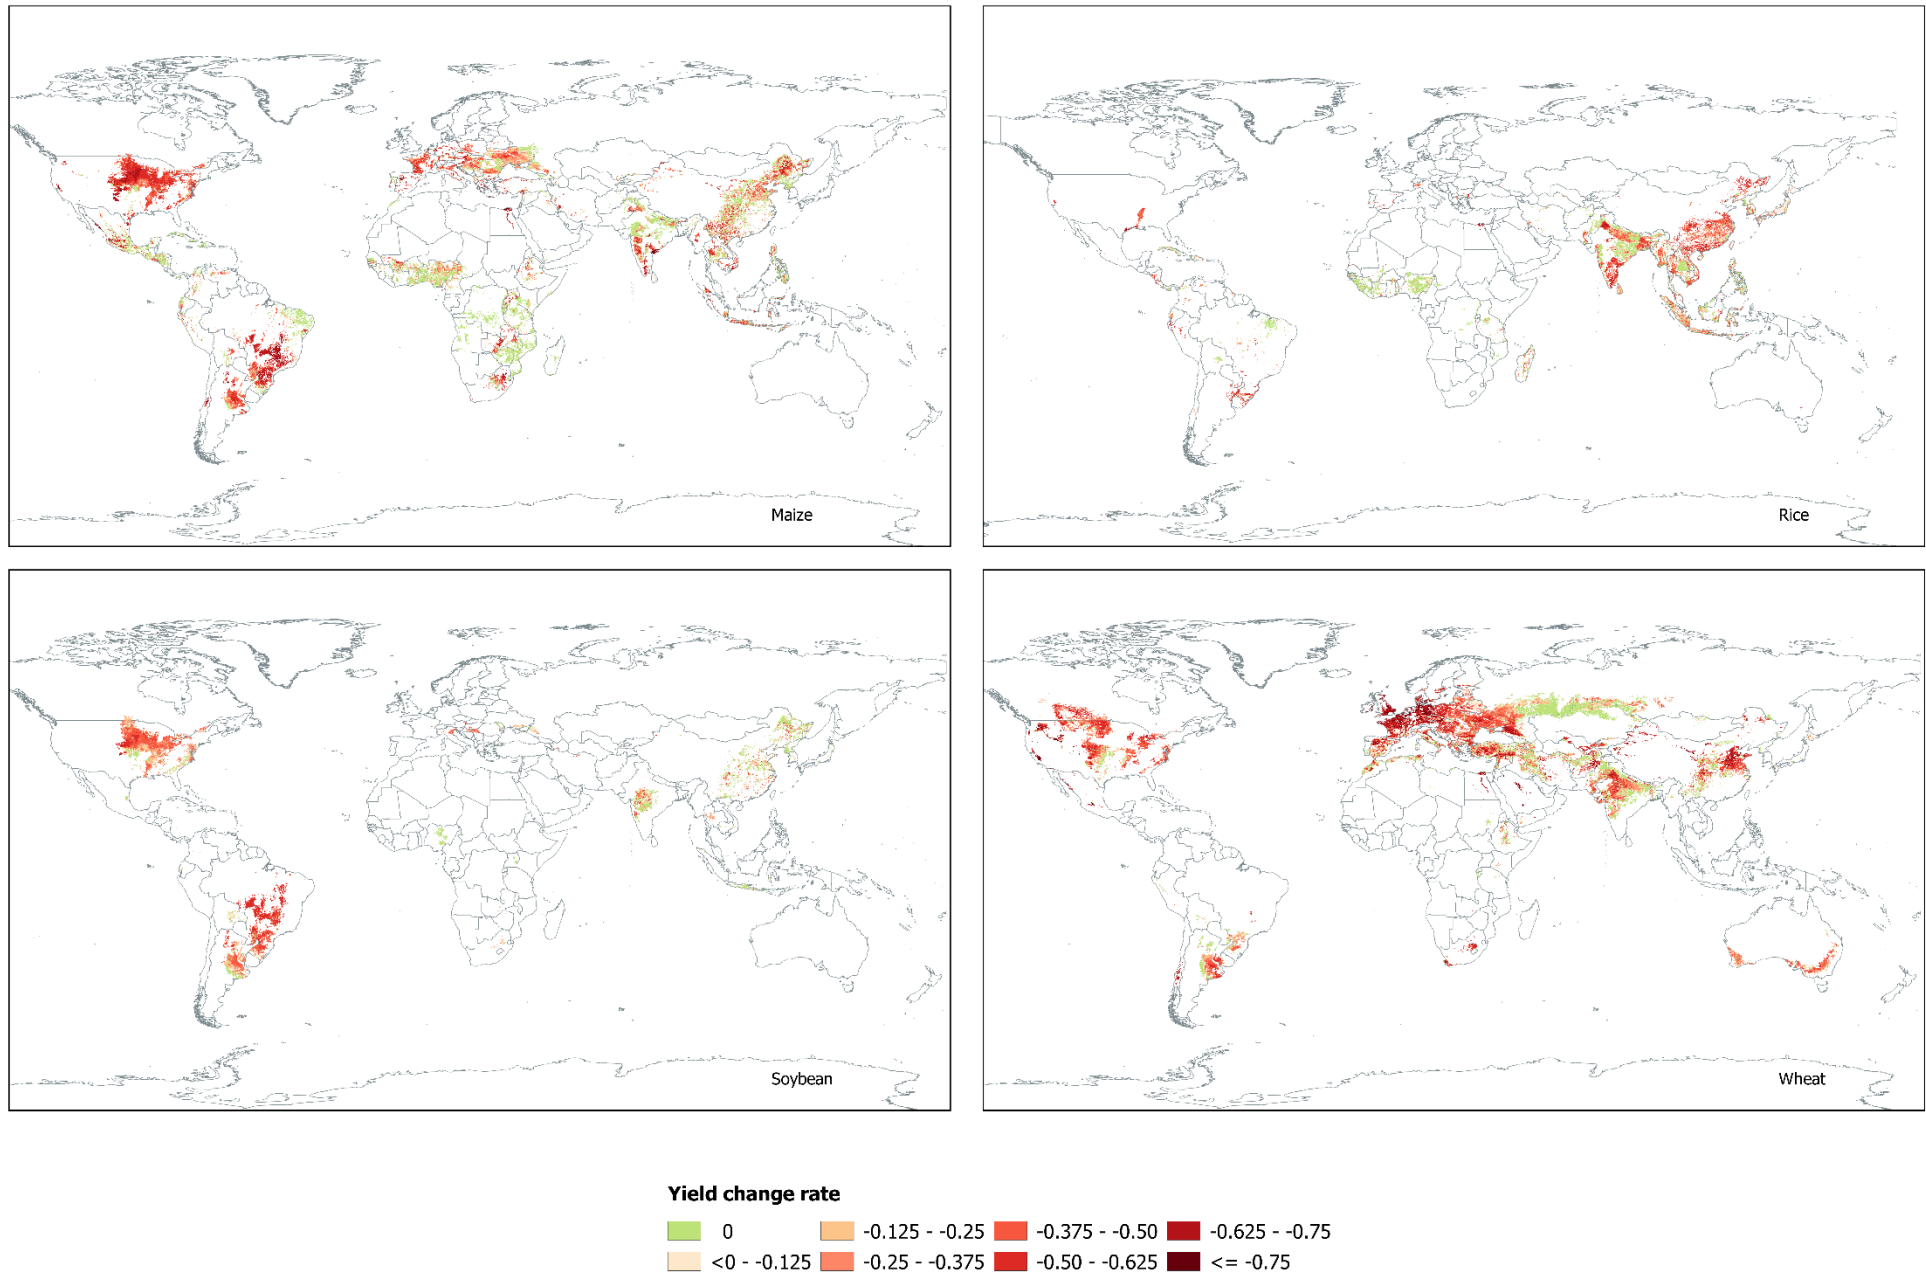 Maize
Rice
Soybean
Wheat
Yield change rate
0
-0.125 - -0.25
-0.375 - -0.50
-0.625 - -0.75
<0 - -0.125
-0.25 - -0.375
-0.50 - -0.625
<= -0.75